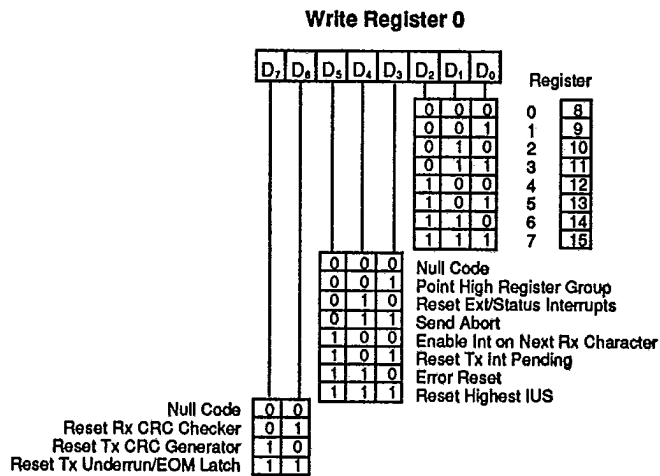 Write Register 0
D7 D6 D5 D4 D3 D2 D1 D0
Register
0 0 0 0 8
0 0 1 1 9
0 1 0 2 10
0 1 1 3 11
1 0 0 4 12
1 0 1 5 13
1 1 0 6 14
1 1 1 7 15
0 0 0 Null Code
0 0 1 Point High Register Group
0 1 0 Reset Ext/Status Interrupts
0 1 1 Send Abort
1 0 0 Enable Int on Next Rx Character
1 0 1 Reset Tx Int Pending
1 1 0 Error Reset
1 1 1 Reset Highest IUS
Null Code 0 0
Reset Rx CRC Checker 0 1
Reset Tx CRC Generator 1 0
Reset Tx Underrun/EOM Latch 1 1